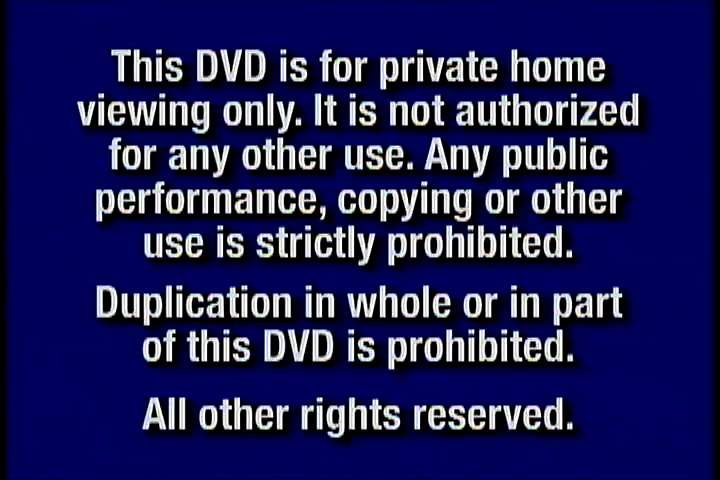 This DVD is for private home
viewing only. It is not authorized
for any other use. Any public
performance, copying or other
use is strictly prohibited.
Duplication in whole or in part
of this DVD is prohibited.
All other rights reserved.